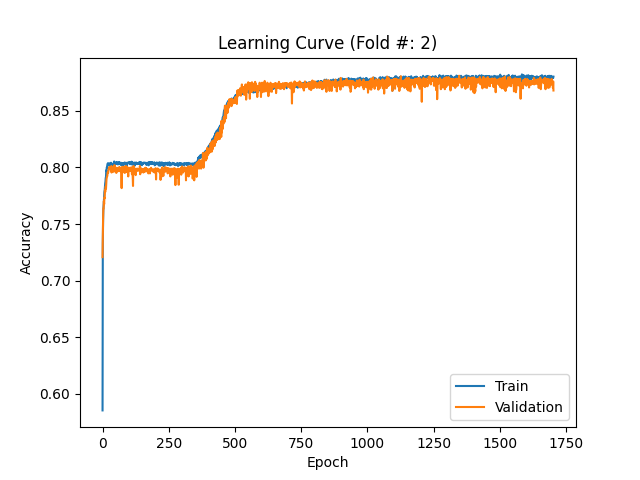 Learning Curve (Fold #: 2)
Accuracy
0.85
0.80
0.75
0.70
0.65
0.60
Train
Validation
0 250 500 750 1000 1250 1500 1750
Epoch